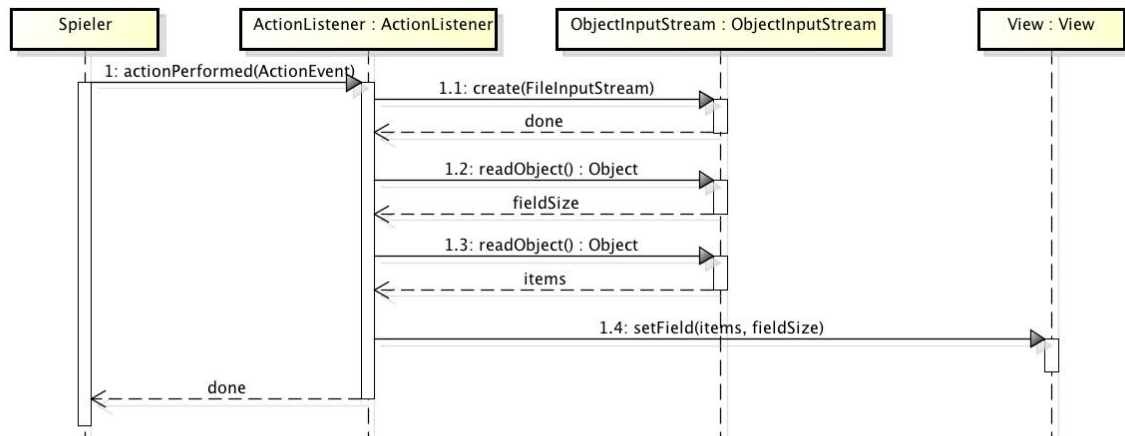 Spieler
ActionListener : ActionListener
ObjectInputStream : ObjectInputStream
View : View
1: actionPerformed(ActionEvent)
1.1: create(FileInputStream)
done
1.2: readObject() : Object
fieldSize
1.3: readObject() : Object
items
1.4: setField(items, fieldSize)
done